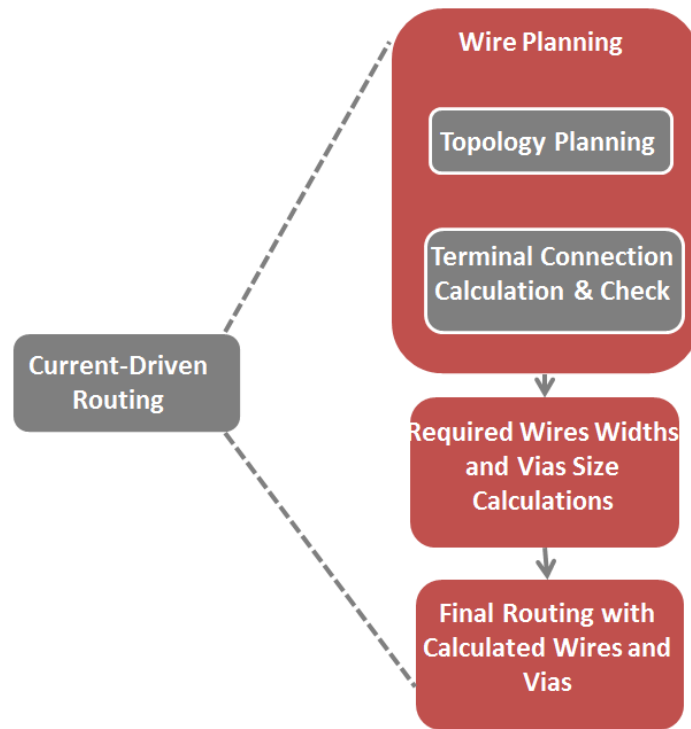 Wire Planning
Topology Planning
Terminal Connection
Calculation & Check
Current-Driven
Routing
Required Wires Widths
and Vias Size
Calculations
Final Routing with
Calculated Wires and
Vias